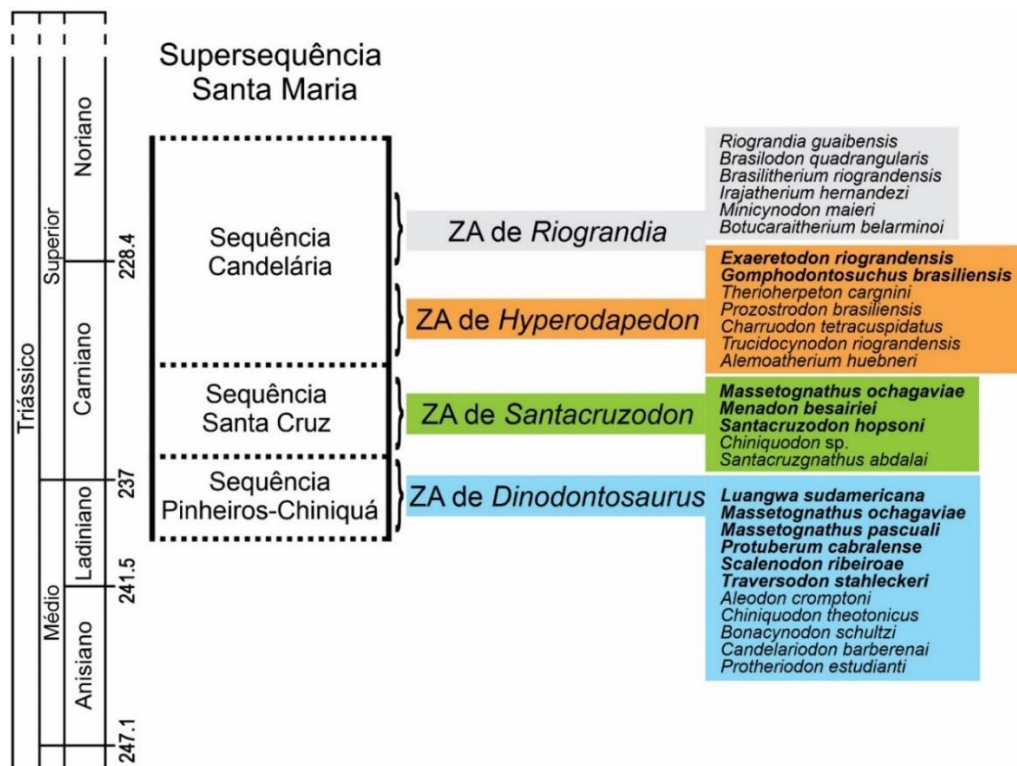 Supersequência
Santa Maria
Triássico
Superior
Médio
Noriano
Carniano
Ladiniano
Anisiano
228.4
237
241.5
247.1
Sequência
Candelária
Sequência
Santa Cruz
Sequência
Pinheiros-Chiniquá
ZA de Riograndia
Riograndia guaibensis
Brasilodon quadrangularis
Brasilitherium riograndensis
Irajatherium hernandezi
Minicynodon maieri
Botucaraitherium belarminoi
ZA de Hyperodapedon
Exaeretodon riograndensis
Gomphodontosuchus brasiliensis
Therioherpeton cargnini
Prozostrodon brasiliensis
Charruodon tetracuspidatus
Trucidocynodon riograndensis
Alemoatherium huebneri
ZA de Santacruzodon
Massetognathus ochagaviae
Menadon besairiei
Santacruzodon hopsoni
Chiniquodon sp.
Santacruzgnathus abdalai
ZA de Dinodontosaurus
Luangwa sudamericana
Massetognathus ochagaviae
Massetognathus pascuali
Protuberum cabralense
Scalenodon ribeiroae
Traversodon stahleckeri
Aleodon cromptoni
Chiniquodon theotonicus
Bonacynodon schultzi
Candelariodon barberenai
Protheriodon estudianti